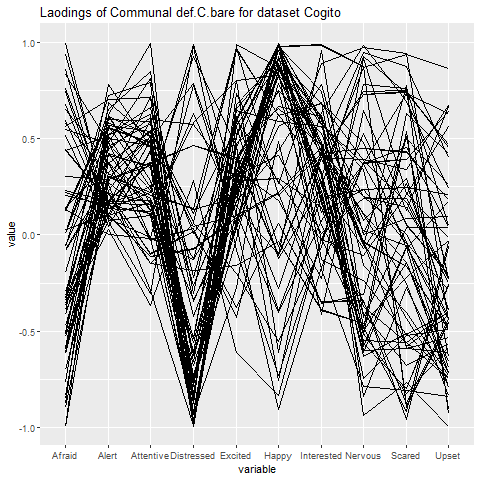 Laodings of Communal def.C.bare for dataset Cogito
1.0
0.5
0.0
-0.5
-1.0
value
Afraid Alert Attentive Distressed Excited Happy Interested Nervous Scared Upset
variable